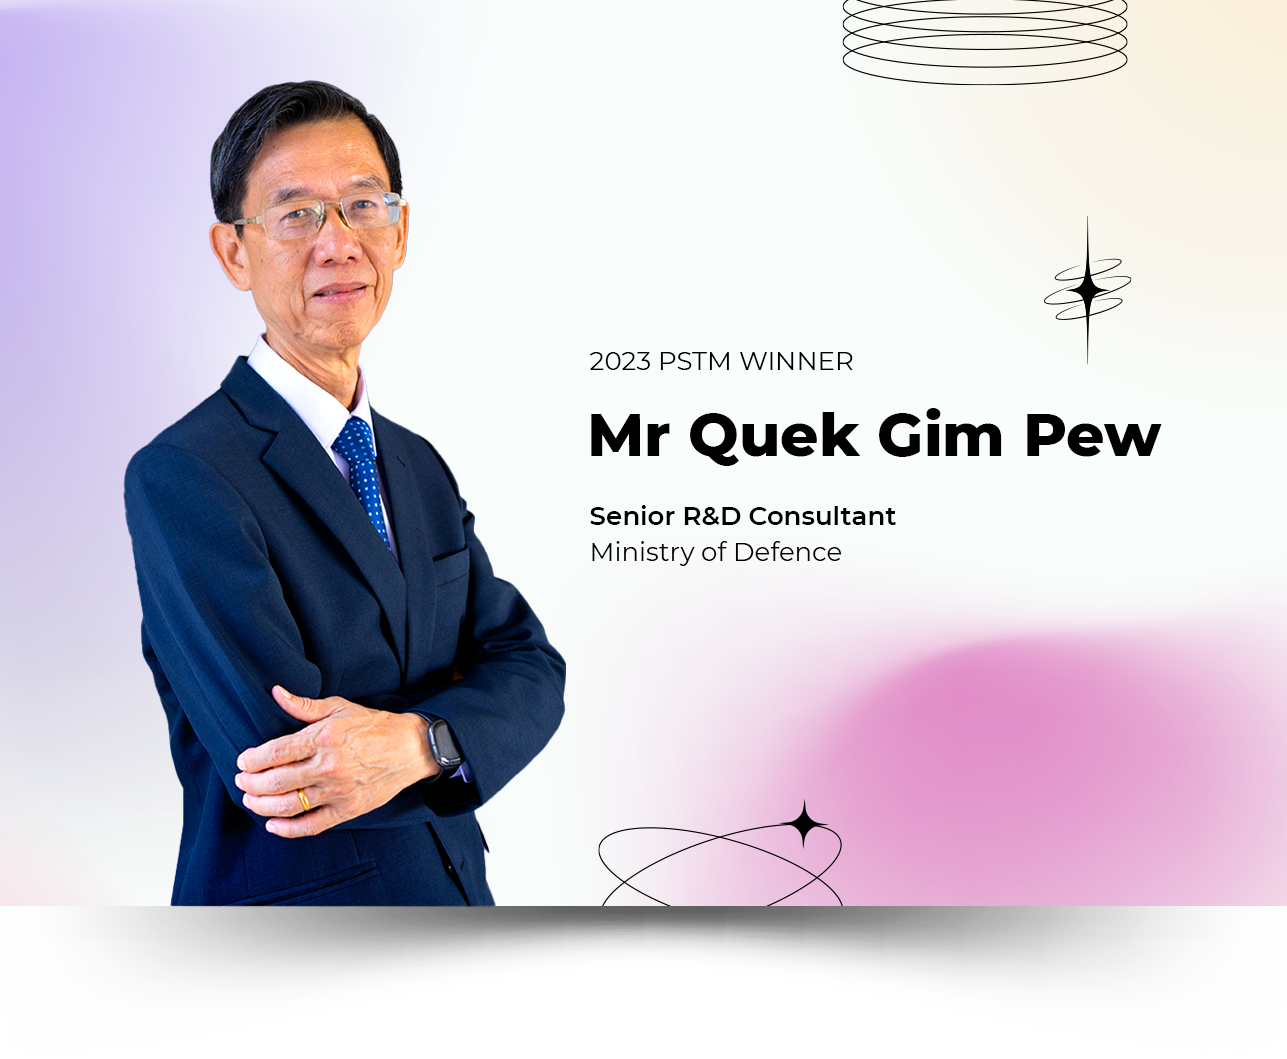 2023 PSTM WINNER
Mr Quek Gim Pew
Senior R&D Consultant
Ministry of Defence